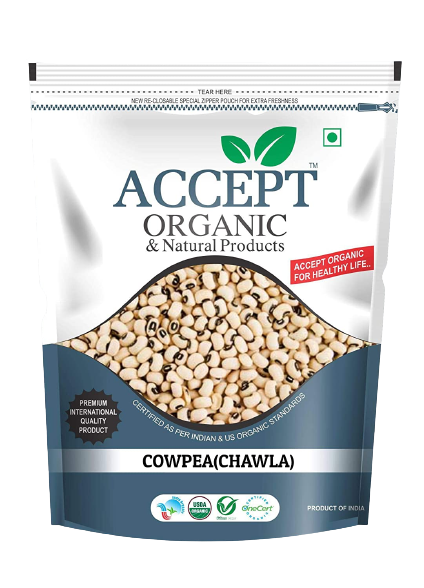 TEAR HERE
NEW RE-CLOSABLE SPECIAL ZIPPER POUCH FOR EXTRA FRESHNESS
ACCEPT TM
ORGANIC
& Natural Products
ACCEPT ORGANIC
FOR HEALTHY LIFE..
PREMIUM
INTERNATIONAL
QUALITY
PRODUCT
CERTIFIED AS PER INDIAN & US ORGANIC STANDARDS
COWPEA(CHAWLA)
USDA
ORGANIC
OneCert
PRODUCT OF INDIA